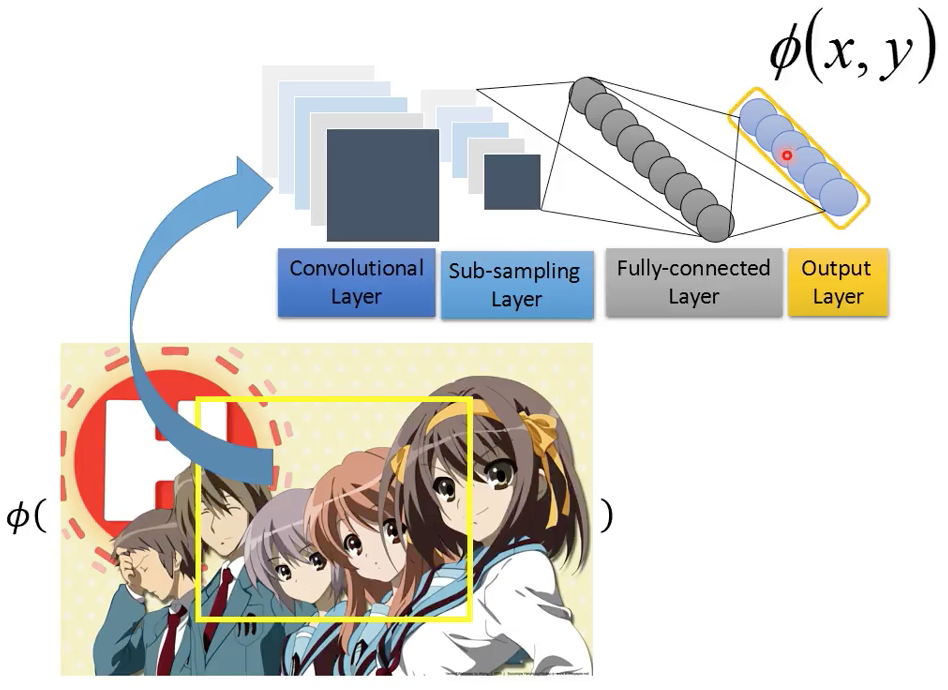 ϕ(x, y)
Convolutional
Layer
Sub-sampling
Layer
Fully-connected
Layer
Output
Layer
H
ϕ( )